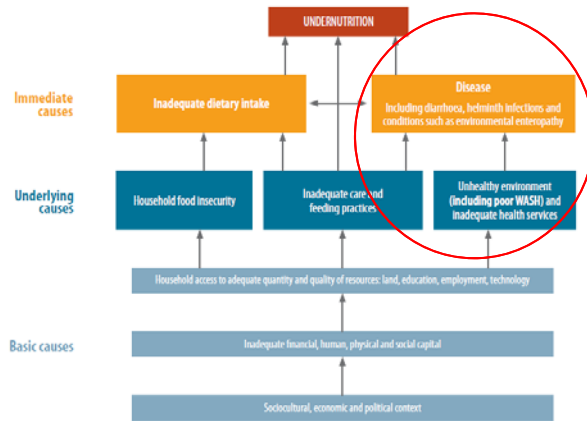 UNDERNUTRITION
Immediate
causes
Inadequate dietary intake
Disease
Including diarrhoea, helminth infections and
conditions such as environmental enteropathy
Underlying
causes
Household food insecurity
Inadequate care and
feeding practices
Unhealthy environment
(including poor WASH) and
inadequate health services
Household access to adequate quantity and quality of resources: land, education, employment, technology
Basic causes
Inadequate financial, human, physical and social capital
Sociocultural, economic and political context